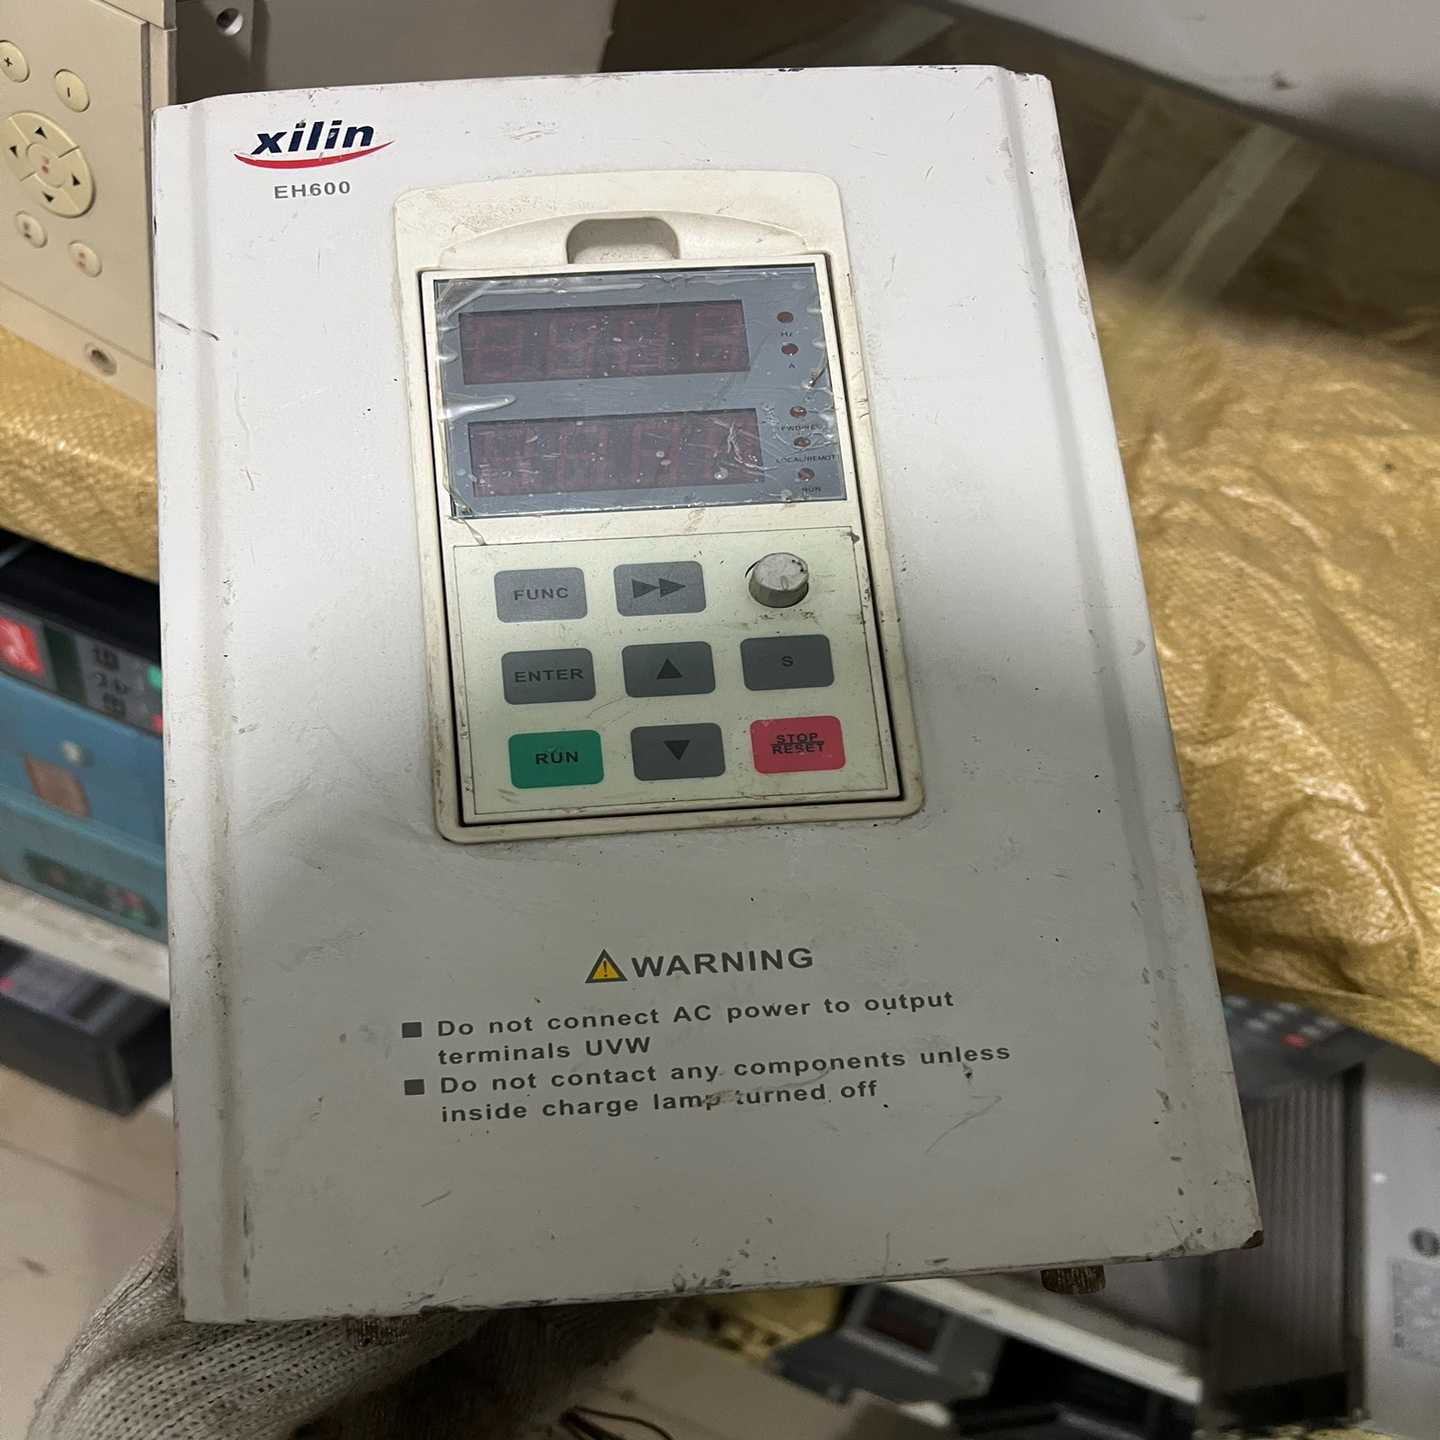 xilin
EH600
Hz
A
FWD/REV
LOCAL/REMOT
RUN
FUNC
ENTER
S
RUN
STOP
RESET
WARNING
Do not connect AC power to output
terminals UVW
Do not contact any components unless
inside charge lamp turned off